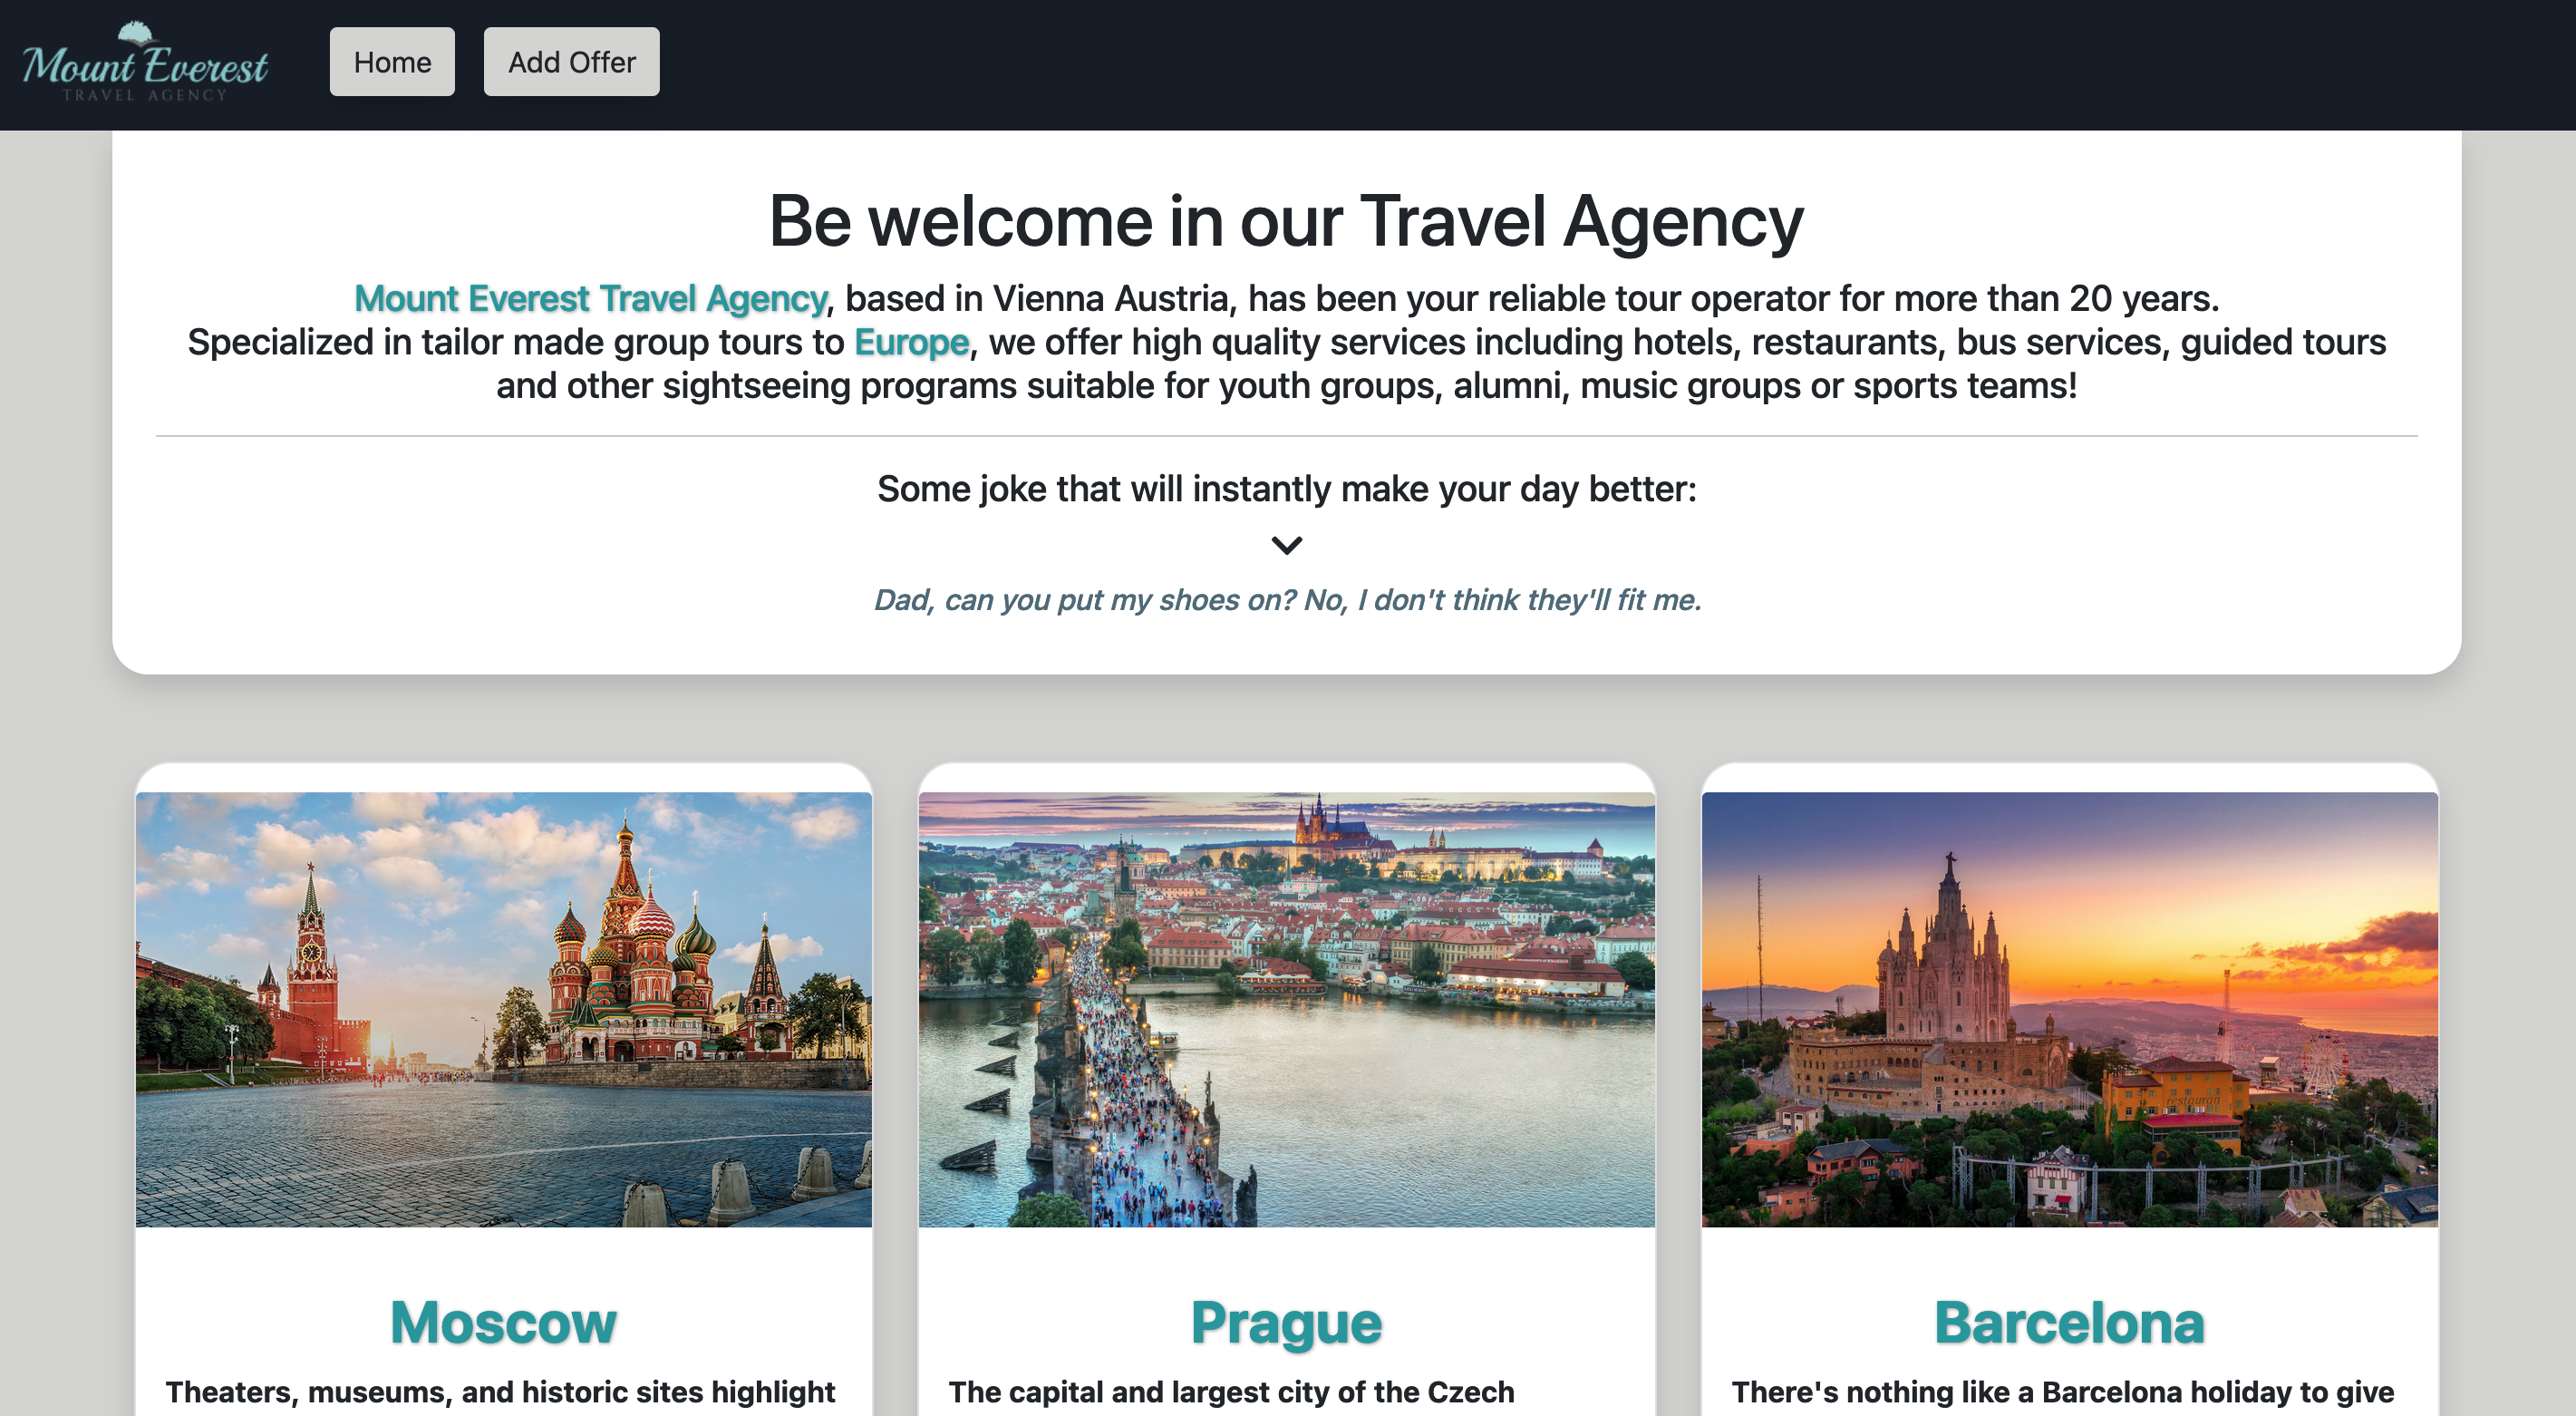 Mount Everest
TRAVEL AGENCY
Home
Add Offer
Be welcome in our Travel Agency
Mount Everest Travel Agency, based in Vienna Austria, has been your reliable tour operator for more than 20 years.
Specialized in tailor made group tours to Europe, we offer high quality services including hotels, restaurants, bus services, guided tours
and other sightseeing programs suitable for youth groups, alumni, music groups or sports teams!
Some joke that will instantly make your day better:
Dad, can you put my shoes on? No, I don't think they'll fit me.
restaurant
Moscow
Prague
Barcelona
Theaters, museums, and historic sites highlight
The capital and largest city of the Czech
There's nothing like a Barcelona holiday to give